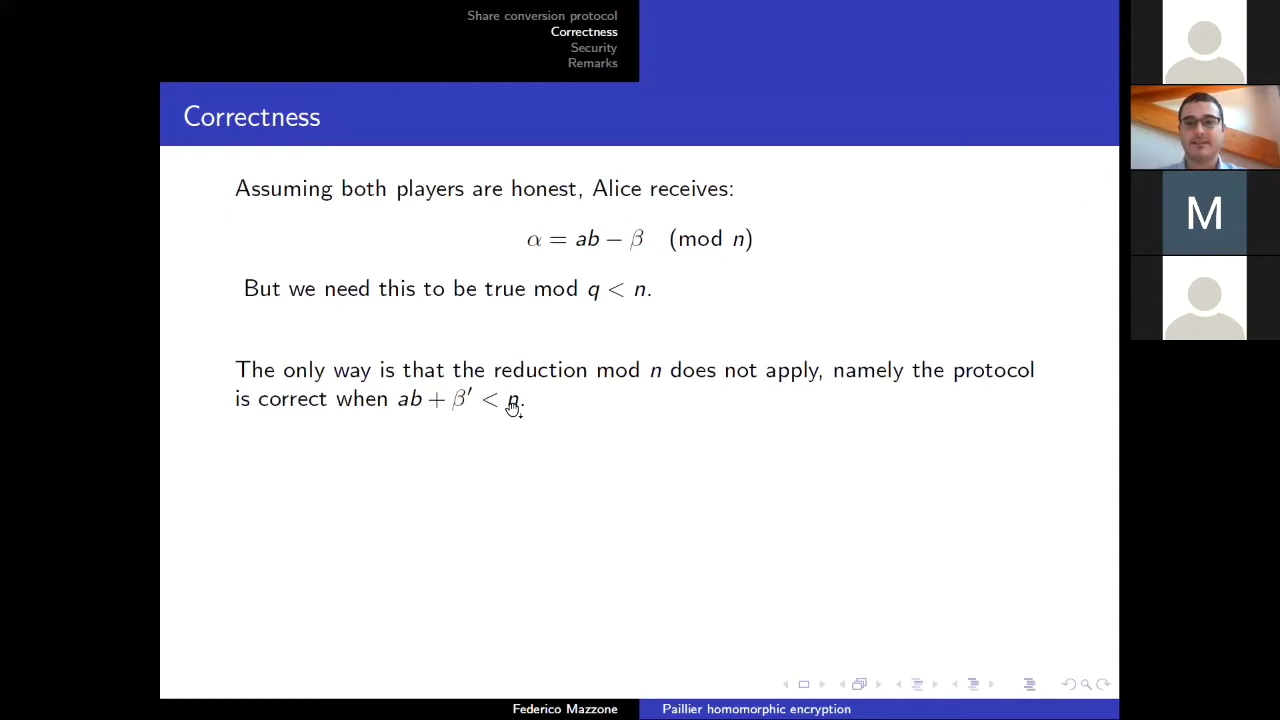 Share conversion protocol
Correctness
Security
Remarks
Correctness
Assuming both players are honest, Alice receives:
α = ab − β (mod n)
But we need this to be true mod q < n.
The only way is that the reduction mod n does not apply, namely the protocol
is correct when ab + β′ < n.
M
Federico Mazzone
Paillier homomorphic encryption